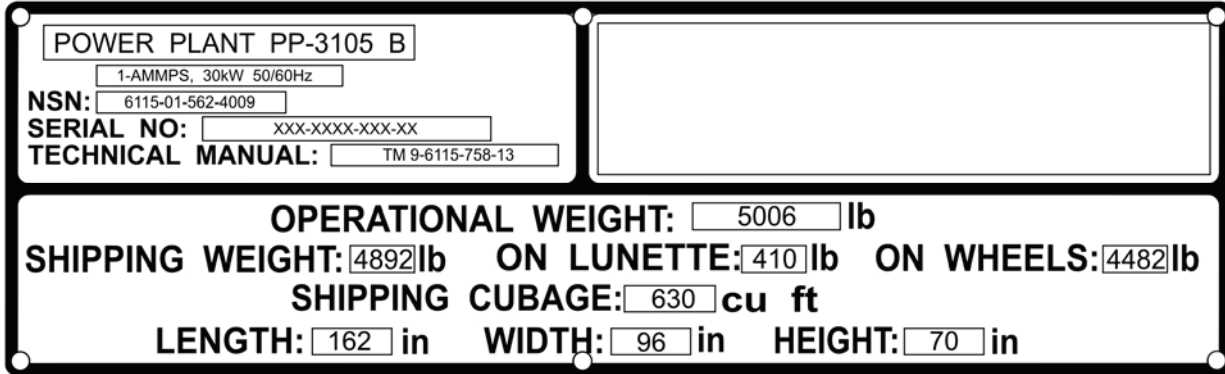 POWER PLANT PP-3105 B
1-AMMPS, 30kW 50/60Hz
NSN: 6115-01-562-4009
SERIAL NO: XXX-XXXX-XXX-XX
TECHNICAL MANUAL: TM 9-6115-758-13
OPERATIONAL WEIGHT: 5006 lb
SHIPPING WEIGHT: 4892 lb ON LUNETTE: 410 lb ON WHEELS: 4482 lb
SHIPPING CUBAGE: 630 cu ft
LENGTH: 162 in WIDTH: 96 in HEIGHT: 70 in